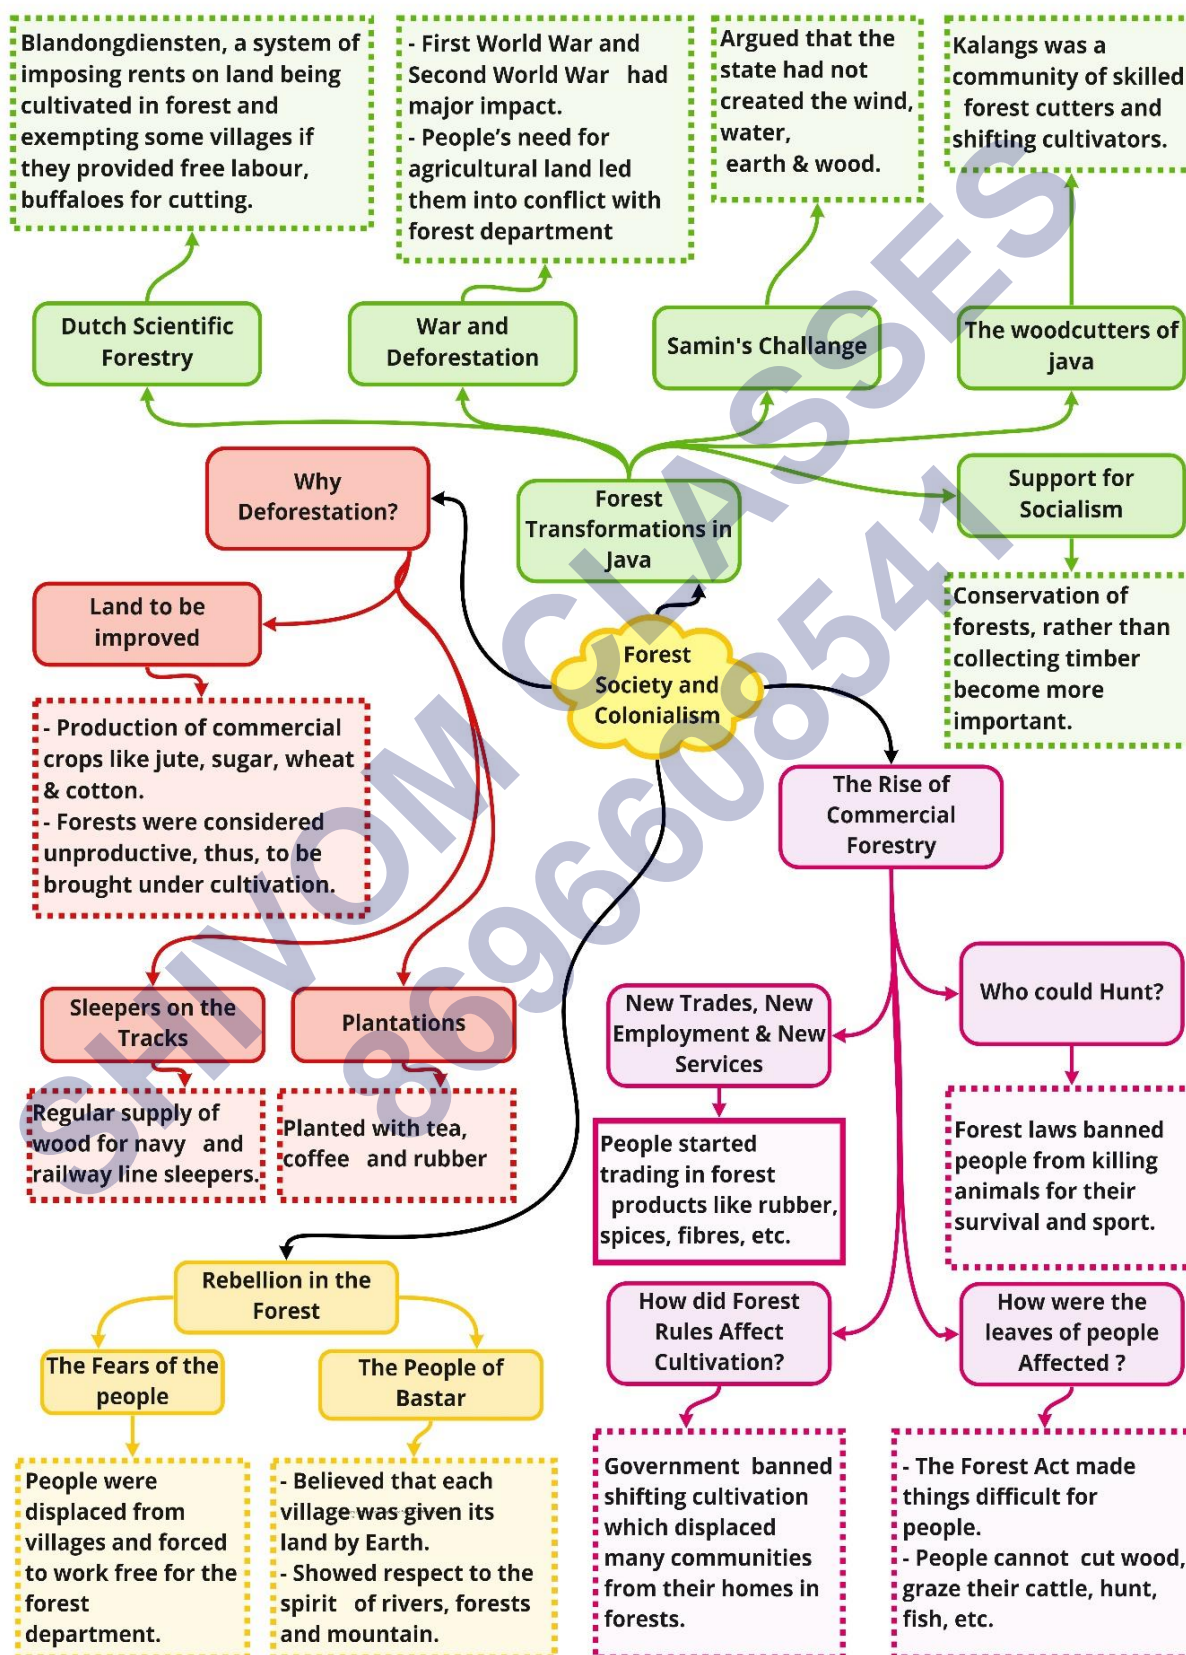 Blandongdiensten, a system of
imposing rents on land being
cultivated in forest and
exempting some villages if
they provided free labour,
buffaloes for cutting.
- First World War and
Second World War had
major impact.
- People's need for
agricultural land led
them into conflict with
forest department
Argued that the
state had not
created the wind,
water,
earth & wood.
Kalangs was a
community of skilled
forest cutters and
shifting cultivators.
Dutch Scientific
Forestry
War and
Deforestation
Samin's Challange
The woodcutters of
java
Why
Deforestation?
Forest
Transformations in
Java
Support for
Socialism
Land to be
improved
Forest
Society and
Colonialism
Conservation of
forests, rather than
collecting timber
become more
important.
- Production of commercial
crops like jute, sugar, wheat
& cotton.
- Forests were considered
unproductive, thus, to be
brought under cultivation.
The Rise of
Commercial
Forestry
Sleepers on the
Tracks
Plantations
New Trades, New
Employment & New
Services
Who could Hunt?
Regular supply of
wood for navy and
railway line sleepers.
Planted with tea,
coffee and rubber
People started
trading in forest
products like rubber,
spices, fibres, etc.
Forest laws banned
people from killing
animals for their
survival and sport.
Rebellion in the
Forest
How did Forest
Rules Affect
Cultivation?
How were the
leaves of people
Affected ?
The Fears of the
people
The People of
Bastar
People were
displaced from
villages and forced
to work free for the
forest
department.
- Believed that each
village was given its
land by Earth.
- Showed respect to the
spirit of rivers, forests
and mountain.
Government banned
shifting cultivation
which displaced
many communities
from their homes in
forests.
- The Forest Act made
things difficult for
people.
- People cannot cut wood,
graze their cattle, hunt,
fish, etc.
SHIVOM CLASSES
8696608541